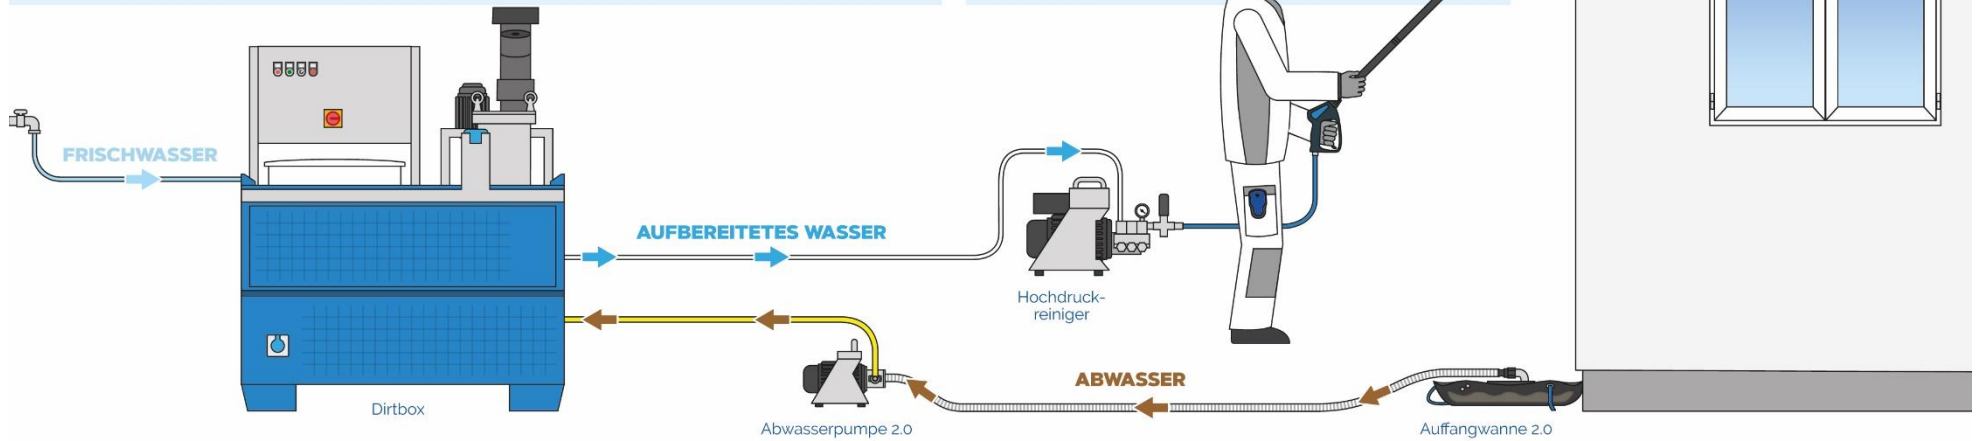 FRISCHWASSER
AUFBEREITETES WASSER
Hochdruck-
reiniger
ABWASSER
Dirtbox
Abwasserpumpe 2.0
Auffangwanne 2.0